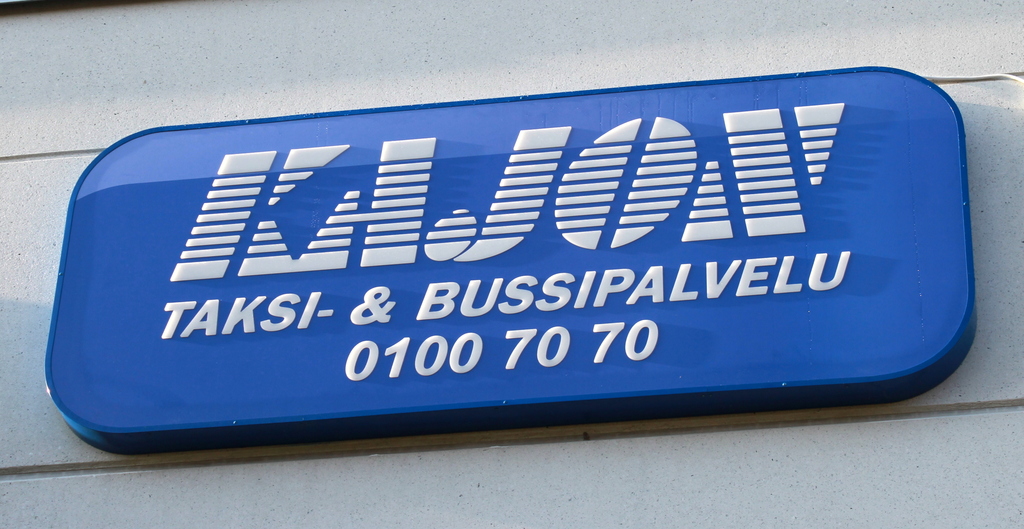 KAJON
TAKSI- & BUSSIPALVELU
0100 70 70